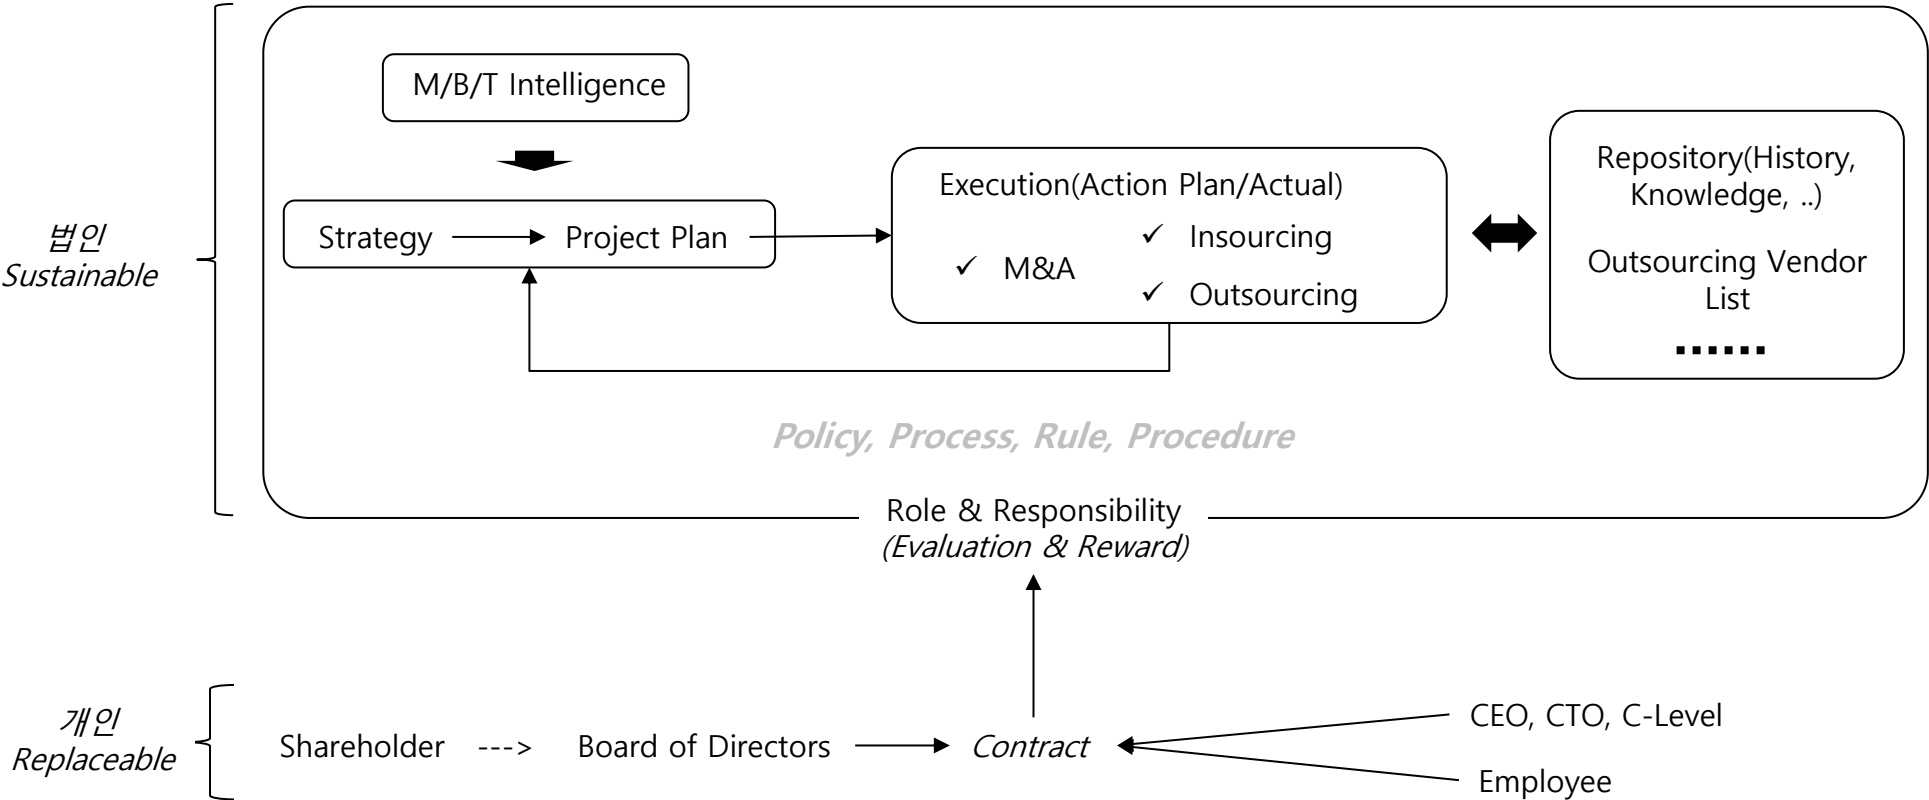 M/B/T Intelligence
Strategy
Project Plan
Execution(Action Plan/Actual)
✓ M&A
✓ Insourcing
✓ Outsourcing
Repository(History,
Knowledge, ..)
Outsourcing Vendor
List
......
법인
Sustainable
Policy, Process, Rule, Procedure
Role & Responsibility
(Evaluation & Reward)
개인
Replaceable
Shareholder
--->
Board of Directors
Contract
CEO, CTO, C-Level
Employee